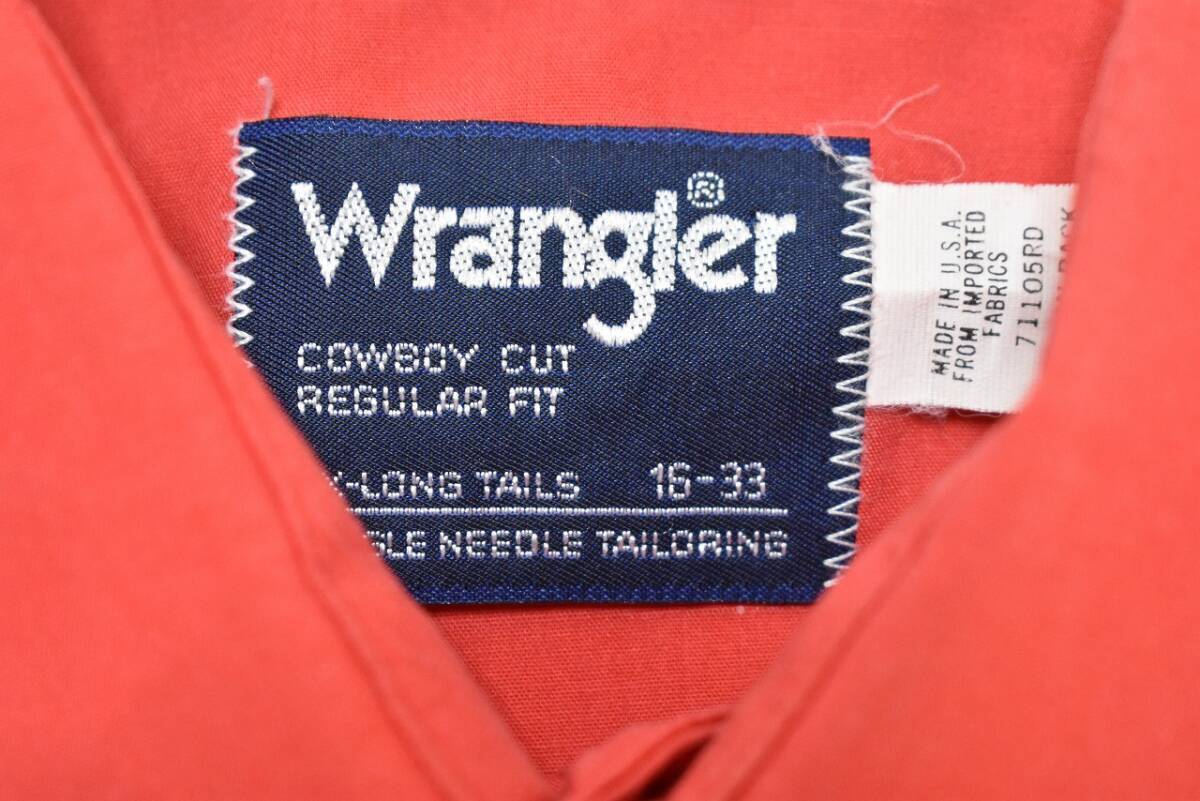 Wrangler®
COWBOY CUT
REGULAR FIT
X-LONG TAILS 16-33
NEEDLE TAILORING
MADE IN U.S.A.
FROM IMPORTED
FABRICS
71105RD